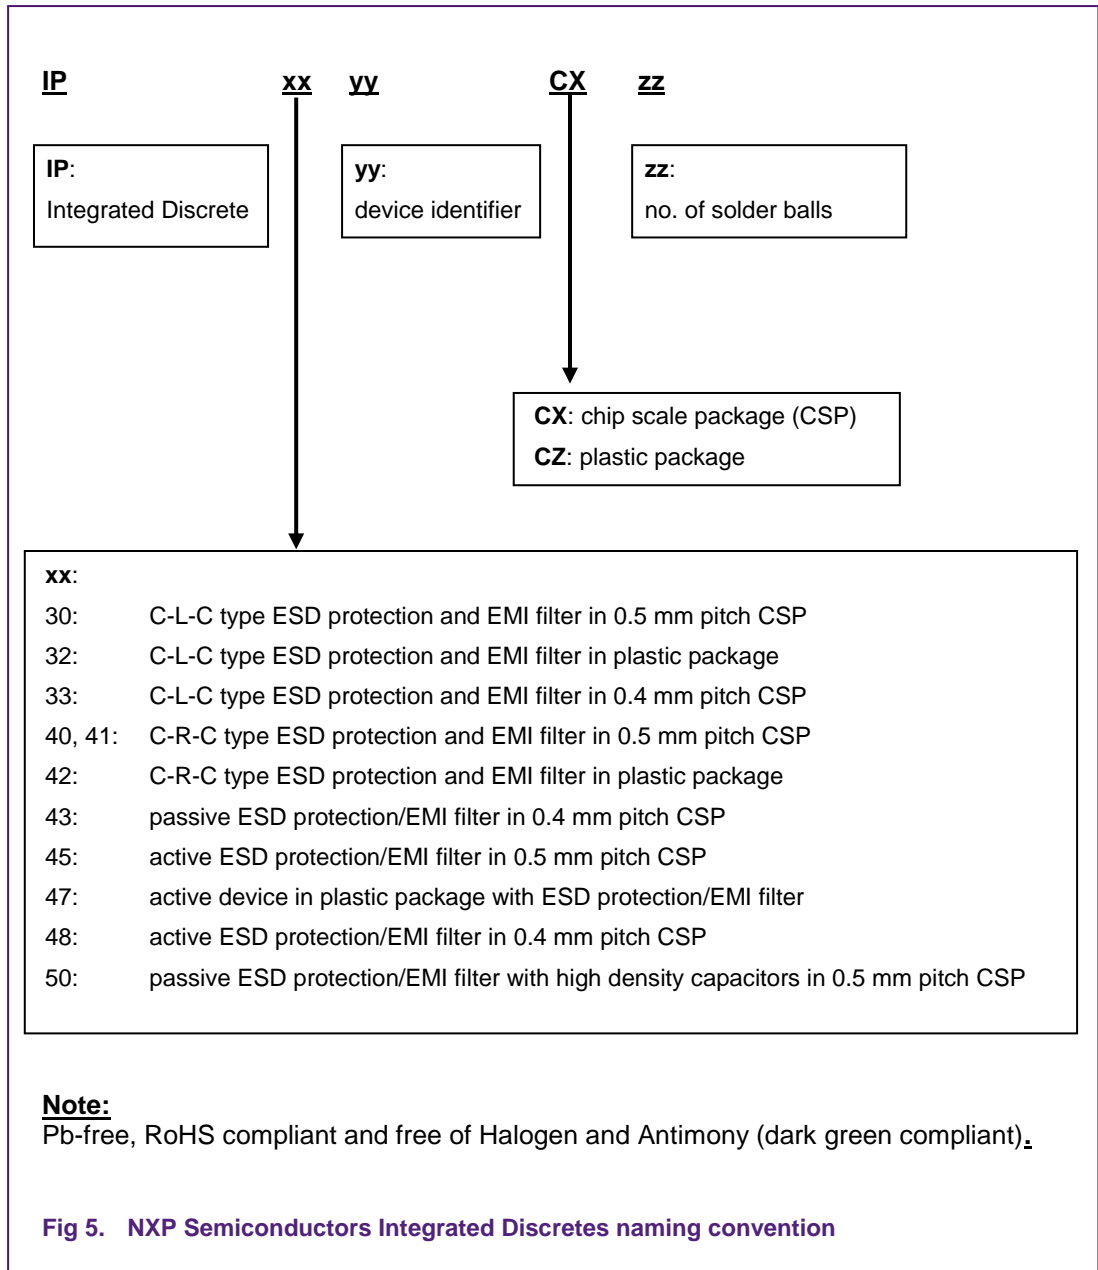 IP xx yy CX zz
IP:
Integrated Discrete
yy:
device identifier
zz:
no. of solder balls
CX: chip scale package (CSP)
CZ: plastic package
xx:
30: C-L-C type ESD protection and EMI filter in 0.5 mm pitch CSP
32: C-L-C type ESD protection and EMI filter in plastic package
33: C-L-C type ESD protection and EMI filter in 0.4 mm pitch CSP
40, 41: C-R-C type ESD protection and EMI filter in 0.5 mm pitch CSP
42: C-R-C type ESD protection and EMI filter in plastic package
43: passive ESD protection/EMI filter in 0.4 mm pitch CSP
45: active ESD protection/EMI filter in 0.5 mm pitch CSP
47: active device in plastic package with ESD protection/EMI filter
48: active ESD protection/EMI filter in 0.4 mm pitch CSP
50: passive ESD protection/EMI filter with high density capacitors in 0.5 mm pitch CSP
Note:
Pb-free, RoHS compliant and free of Halogen and Antimony (dark green compliant).
Fig 5. NXP Semiconductors Integrated Discretes naming convention